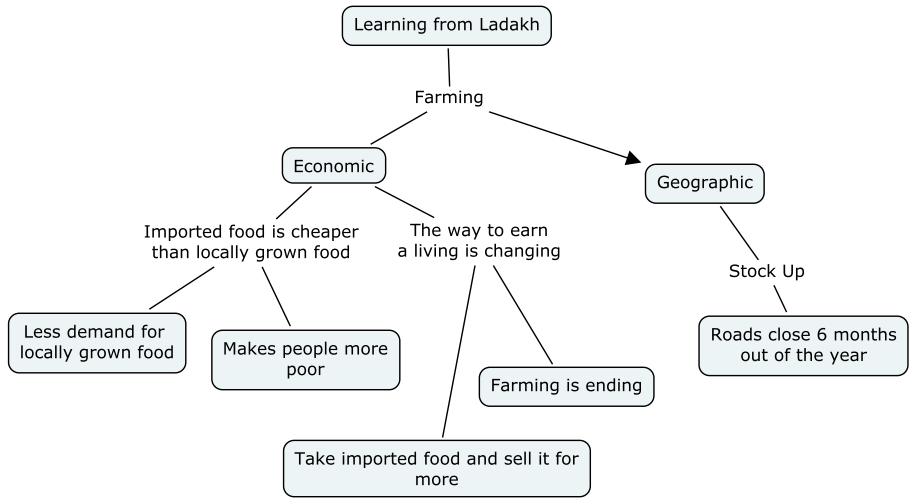 Learning from Ladakh
Farming
Economic
Geographic
Imported food is cheaper
than locally grown food
The way to earn
a living is changing
Stock Up
Less demand for
locally grown food
Makes people more
poor
Roads close 6 months
out of the year
Farming is ending
Take imported food and sell it for
more